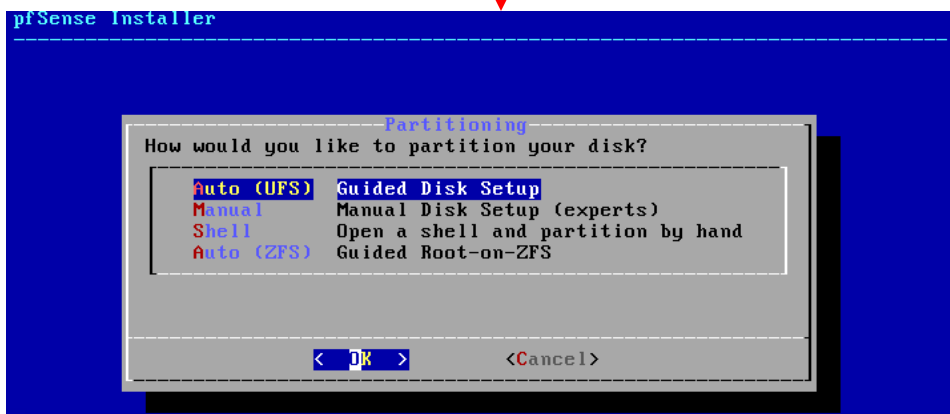 pfSense Installer
Partitioning
How would you like to partition your disk?
Auto (UFS) Guided Disk Setup
Manual Manual Disk Setup (experts)
Shell Open a shell and partition by hand
Auto (ZFS) Guided Root-on-ZFS
< OK > <Cancel>